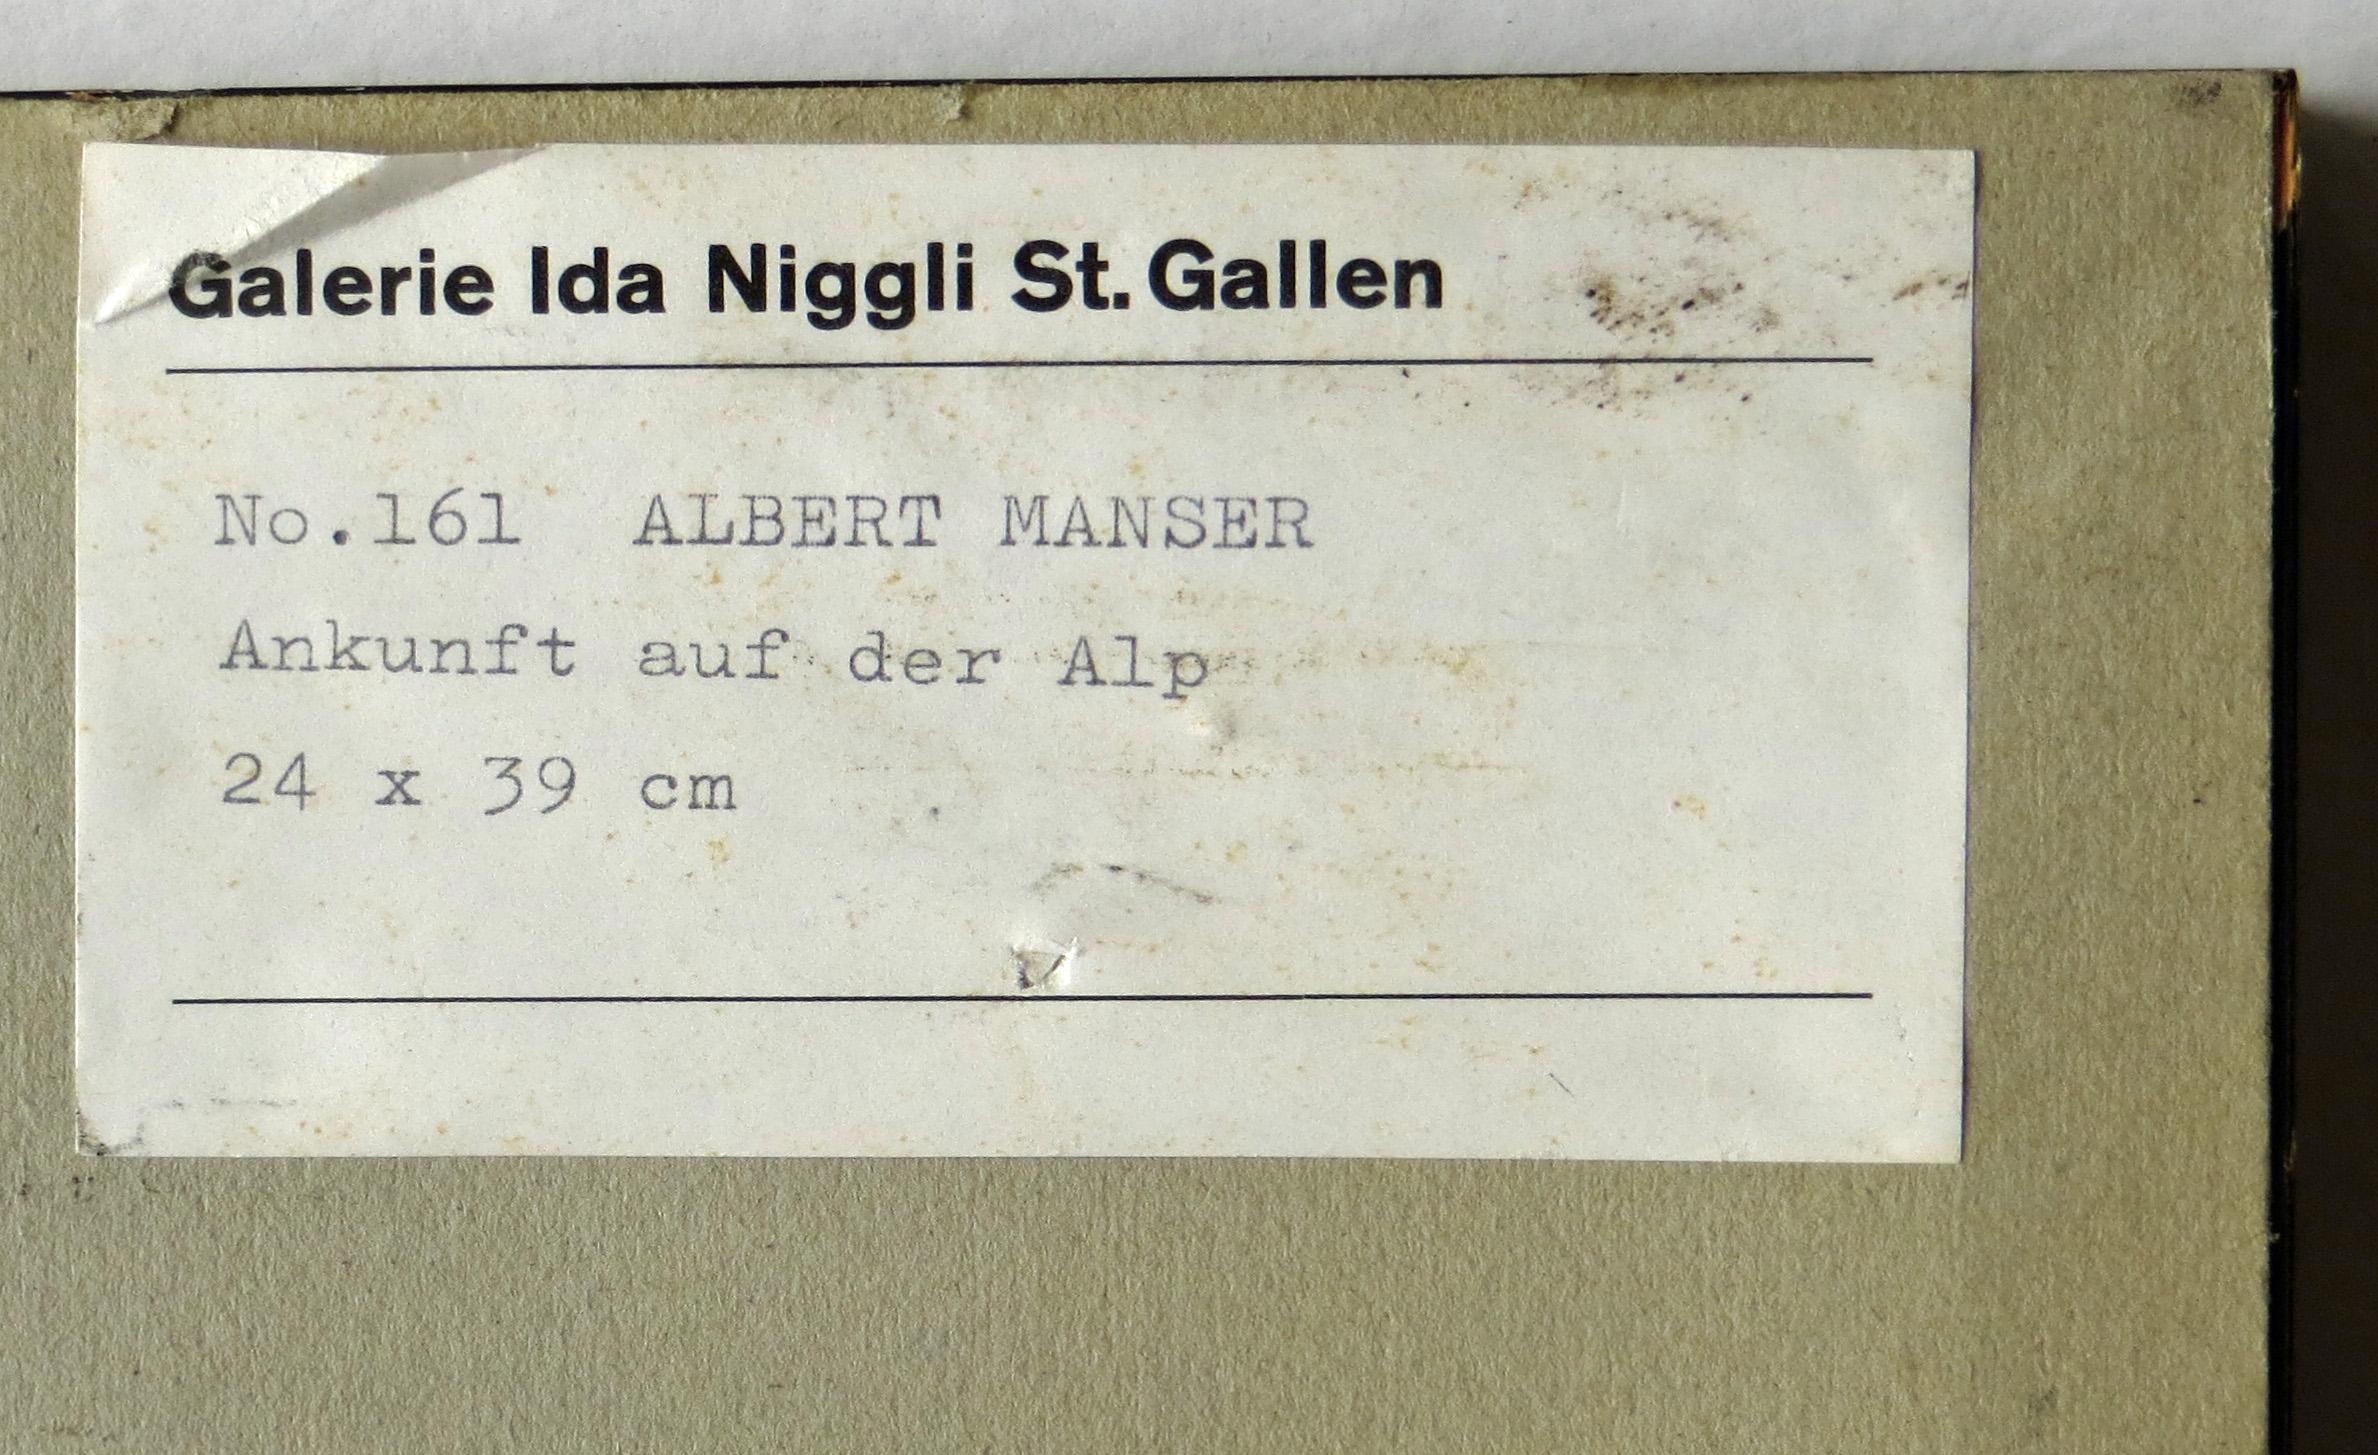 Galerie Ida Niggli St. Gallen
No.161 ALBERT MANSER
Ankunft auf der Alp
24 x 39 cm